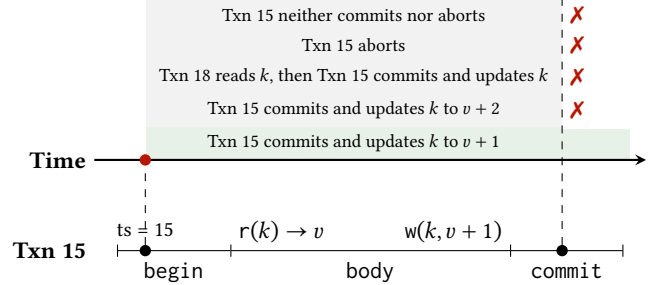 Txn 15 neither commits nor aborts ✗
Txn 15 aborts ✗
Txn 18 reads k, then Txn 15 commits and updates k ✗
Txn 15 commits and updates k to v + 2 ✗
Txn 15 commits and updates k to v + 1
Time
ts = 15 r(k) → v w(k, v + 1)
Txn 15
begin body commit